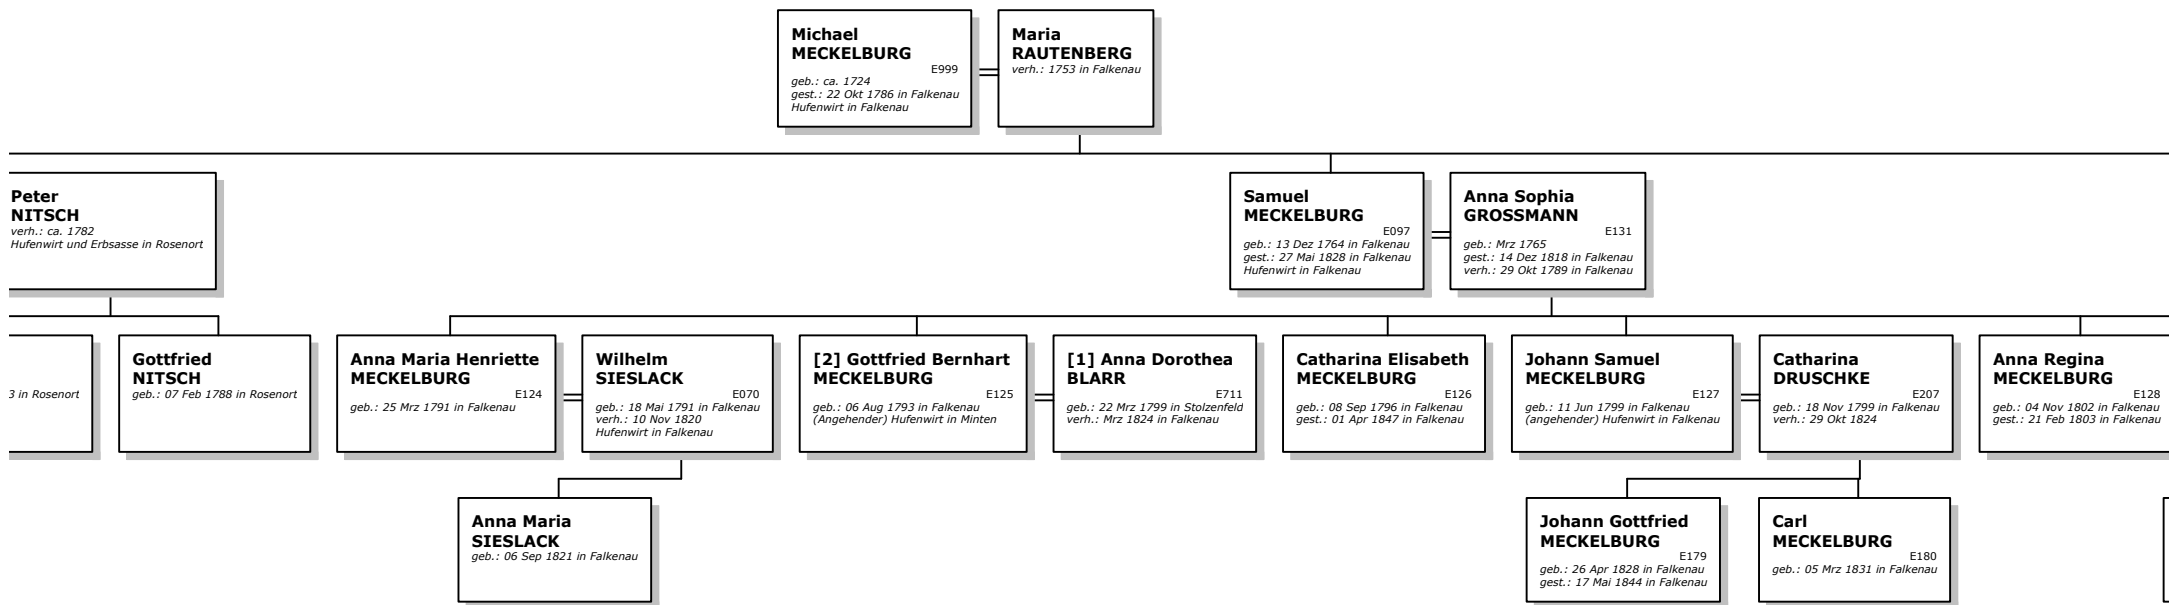 Michael
MECKELBURG
E999
geb.: ca. 1724
gest.: 22 Okt 1786 in Falkenau
Hufenwirt in Falkenau
Maria
RAUTENBERG
verh.: 1753 in Falkenau
Peter
NITSCH
verh.: ca. 1782
Hufenwirt und Erbsasse in Rosenort
Samuel
MECKELBURG
E097
geb.: 13 Dez 1764 in Falkenau
gest.: 27 Mai 1828 in Falkenau
Hufenwirt in Falkenau
Anna Sophia
GROSSMANN
E131
geb.: Mrz 1765
gest.: 14 Dez 1818 in Falkenau
verh.: 29 Okt 1789 in Falkenau
3 in Rosenort
Gottfried
NITSCH
geb.: 07 Feb 1788 in Rosenort
Anna Maria Henriette
MECKELBURG
E124
geb.: 25 Mrz 1791 in Falkenau
Wilhelm
SIESLACK
E070
geb.: 18 Mai 1791 in Falkenau
verh.: 10 Nov 1820
Hufenwirt in Falkenau
[2] Gottfried Bernhart
MECKELBURG
E125
geb.: 06 Aug 1793 in Falkenau
(Angehender) Hufenwirt in Minten
[1] Anna Dorothea
BLARR
E711
geb.: 22 Mrz 1799 in Stolzenfeld
verh.: Mrz 1824 in Falkenau
Catharina Elisabeth
MECKELBURG
E126
geb.: 08 Sep 1796 in Falkenau
gest.: 01 Apr 1847 in Falkenau
Johann Samuel
MECKELBURG
E127
geb.: 11 Jun 1799 in Falkenau
(angehender) Hufenwirt in Falkenau
Catharina
DRUSCHKE
E207
geb.: 18 Nov 1799 in Falkenau
verh.: 29 Okt 1824
Anna Regina
MECKELBURG
E128
geb.: 04 Nov 1802 in Falkenau
gest.: 21 Feb 1803 in Falkenau
Anna Maria
SIESLACK
geb.: 06 Sep 1821 in Falkenau
Johann Gottfried
MECKELBURG
E179
geb.: 26 Apr 1828 in Falkenau
gest.: 17 Mai 1844 in Falkenau
Carl
MECKELBURG
E180
geb.: 05 Mrz 1831 in Falkenau